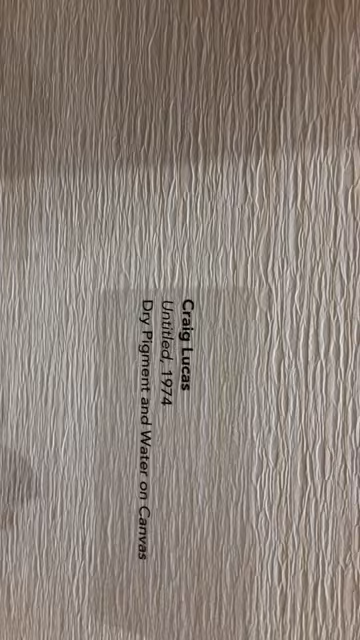 Craig Lucas
Untitled, 1974
Dry Pigment and Water on Canvas